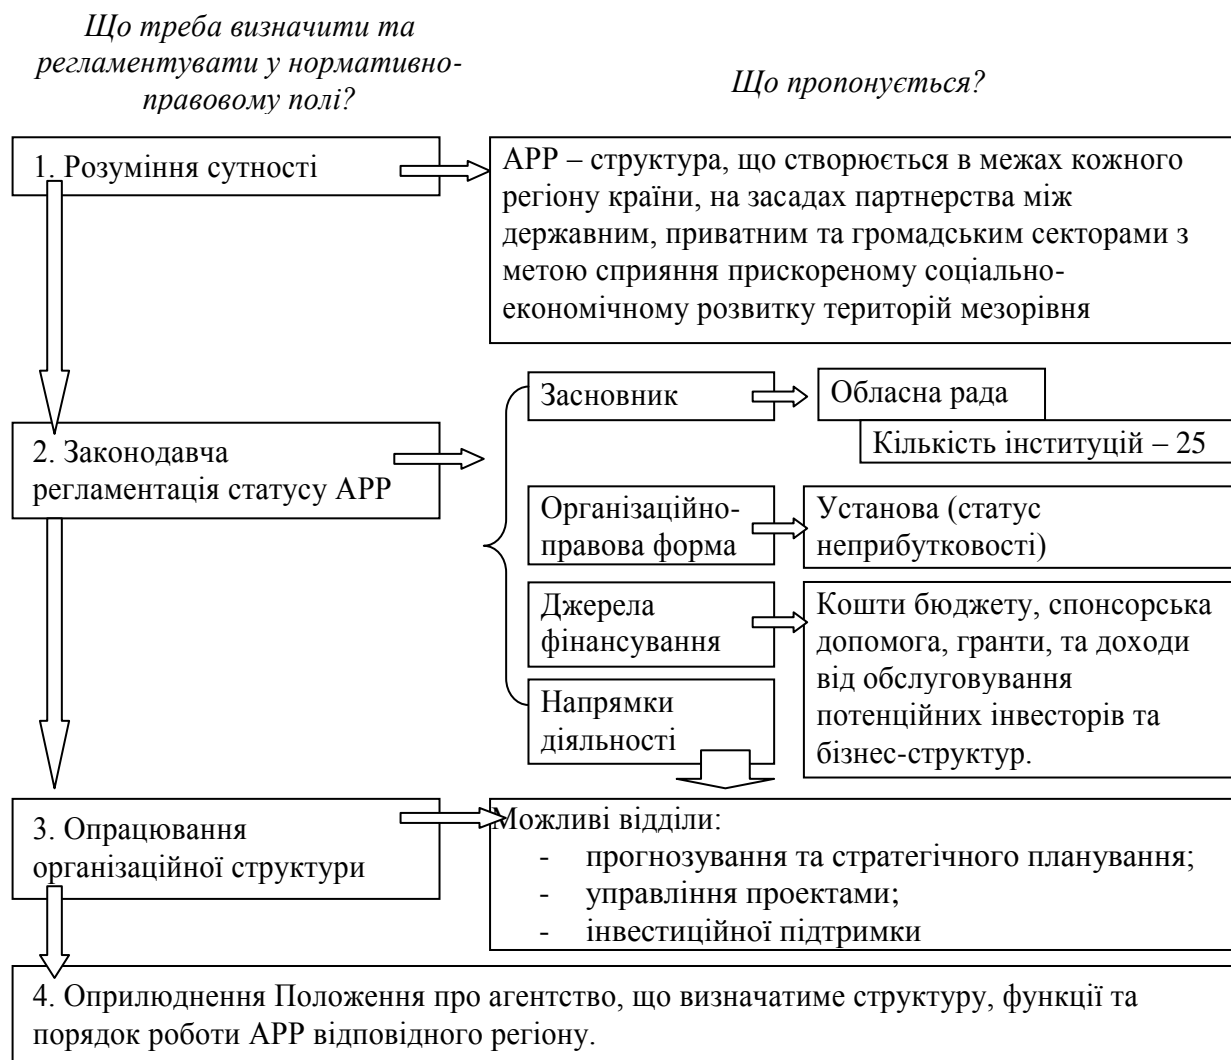 Що треба визначити та
регламентувати у нормативно-
правовому полі?
Що пропонується?
1. Розуміння сутності
АРР – структура, що створюється в межах кожного
регіону країни, на засадах партнерства між
державним, приватним та громадським секторами з
метою сприяння прискореному соціально-
економічному розвитку територій мезорівня
2. Законодавча
регламентація статусу АРР
Засновник
Обласна рада
Кількість інституцій – 25
Організаційно-
правова форма
Установа (статус
неприбутковості)
Джерела
фінансування
Кошти бюджету, спонсорська
допомога, гранти, та доходи
від обслуговування
потенційних інвесторів та
бізнес-структур.
Напрямки
діяльності
3. Опрацювання
організаційної структури
Можливі відділи:
- прогнозування та стратегічного планування;
- управління проектами;
- інвестиційної підтримки
4. Оприлюднення Положення про агентство, що визначатиме структуру, функції та
порядок роботи АРР відповідного регіону.